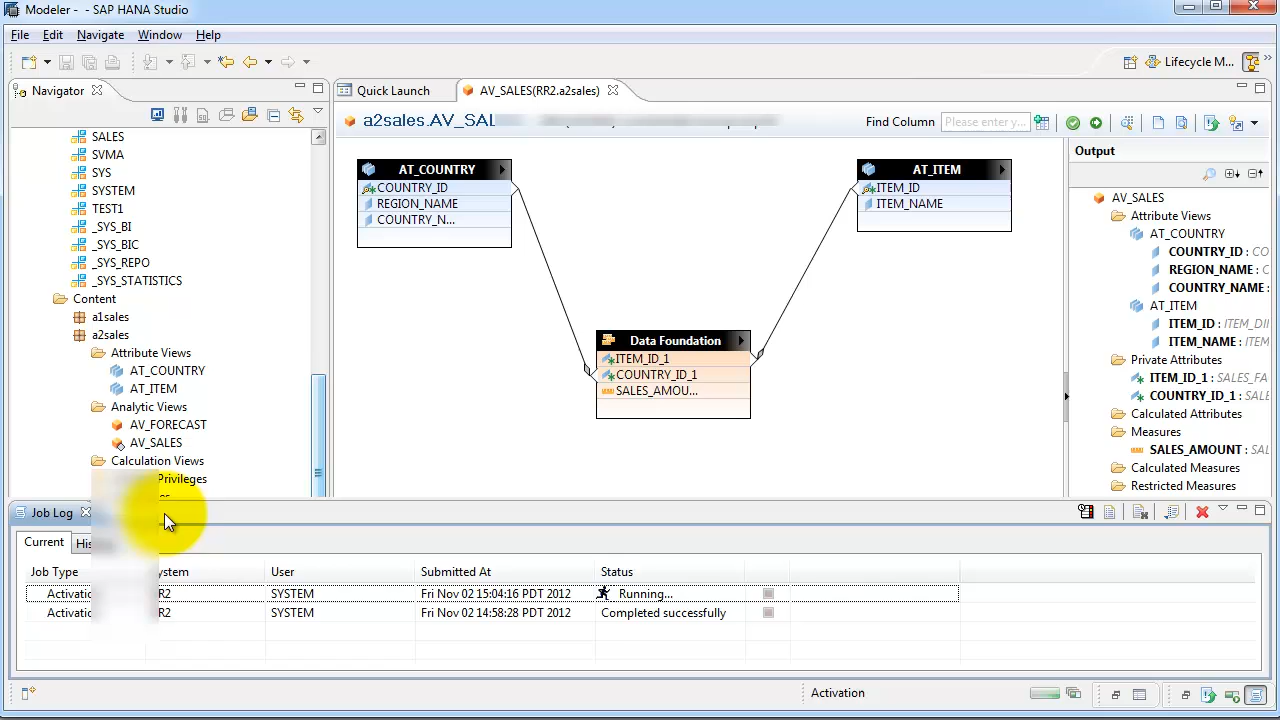 Modeler - - SAP HANA Studio
File Edit Navigate Window Help
Lifecycle M...
Navigator
Quick Launch
AV_SALES(RR2.a2sales)
a2sales.AV_SAL
Find Column
Please enter y...
SALES
SVMA
SYS
SYSTEM
TEST1
_SYS_BI
_SYS_BIC
_SYS_REPO
_SYS_STATISTICS
Content
a1sales
a2sales
Attribute Views
AT_COUNTRY
AT_ITEM
Analytic Views
AV_FORECAST
AV_SALES
Calculation Views
Privileges
AT_COUNTRY
COUNTRY_ID
REGION_NAME
COUNTRY_N...
AT_ITEM
ITEM_ID
ITEM_NAME
Data Foundation
ITEM_ID_1
COUNTRY_ID_1
SALES_AMOU...
Output
AV_SALES
Attribute Views
AT_COUNTRY
COUNTRY_ID : CO
REGION_NAME :
COUNTRY_NAME :
AT_ITEM
ITEM_ID : ITEM_DI
ITEM_NAME : ITEM
Private Attributes
ITEM_ID_1 : SALES_FA
COUNTRY_ID_1 : SAL
Calculated Attributes
Measures
SALES_AMOUNT : SAL
Calculated Measures
Restricted Measures
Job Log
Current His
Job Type ystem User Submitted At Status
Activatio R2 SYSTEM Fri Nov 02 15:04:16 PDT 2012 Running...
Activatio R2 SYSTEM Fri Nov 02 14:58:28 PDT 2012 Completed successfully
Activation